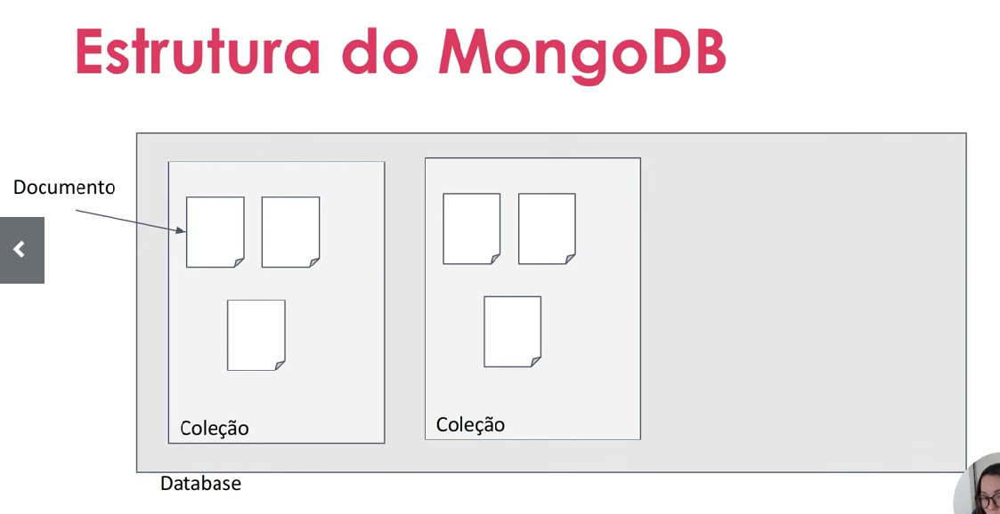 Estrutura do MongoDB
Documento
Coleção
Coleção
Database